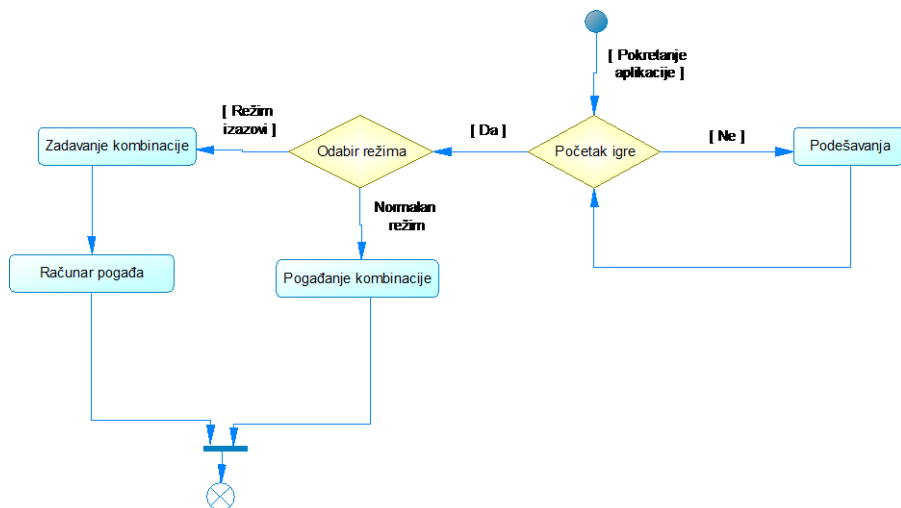 [ Pokretanje
aplikacije ]
[ Režim
izazovi ]
Zadavanje kombinacije
Odabir režima
[ Da ]
Početak igre
[ Ne ]
Podešavanja
Normalan
režim
Računar pogađa
Pogađanje kombinacije